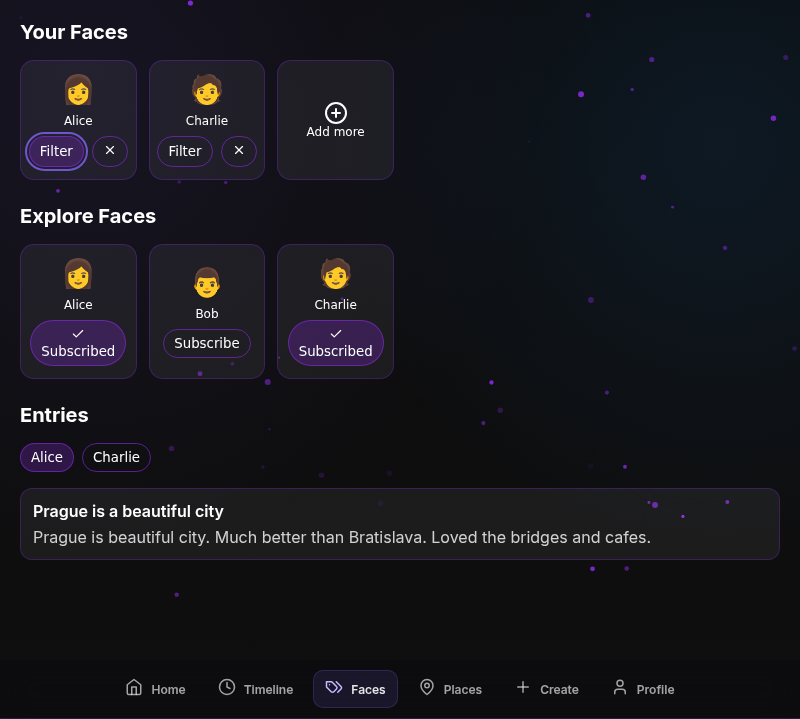 Your Faces
Alice
Charlie
Filter
Filter
Add more
Explore Faces
Alice
Bob
Charlie
Subscribed
Subscribe
Subscribed
Entries
Alice
Charlie
Prague is a beautiful city
Prague is beautiful city. Much better than Bratislava. Loved the bridges and cafes.
Home
Timeline
Faces
Places
Create
Profile